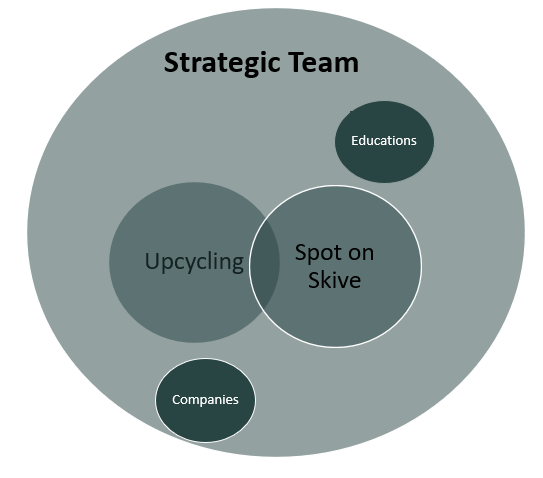 Strategic Team
Educations
Upcycling
Spot on
Skive
Companies